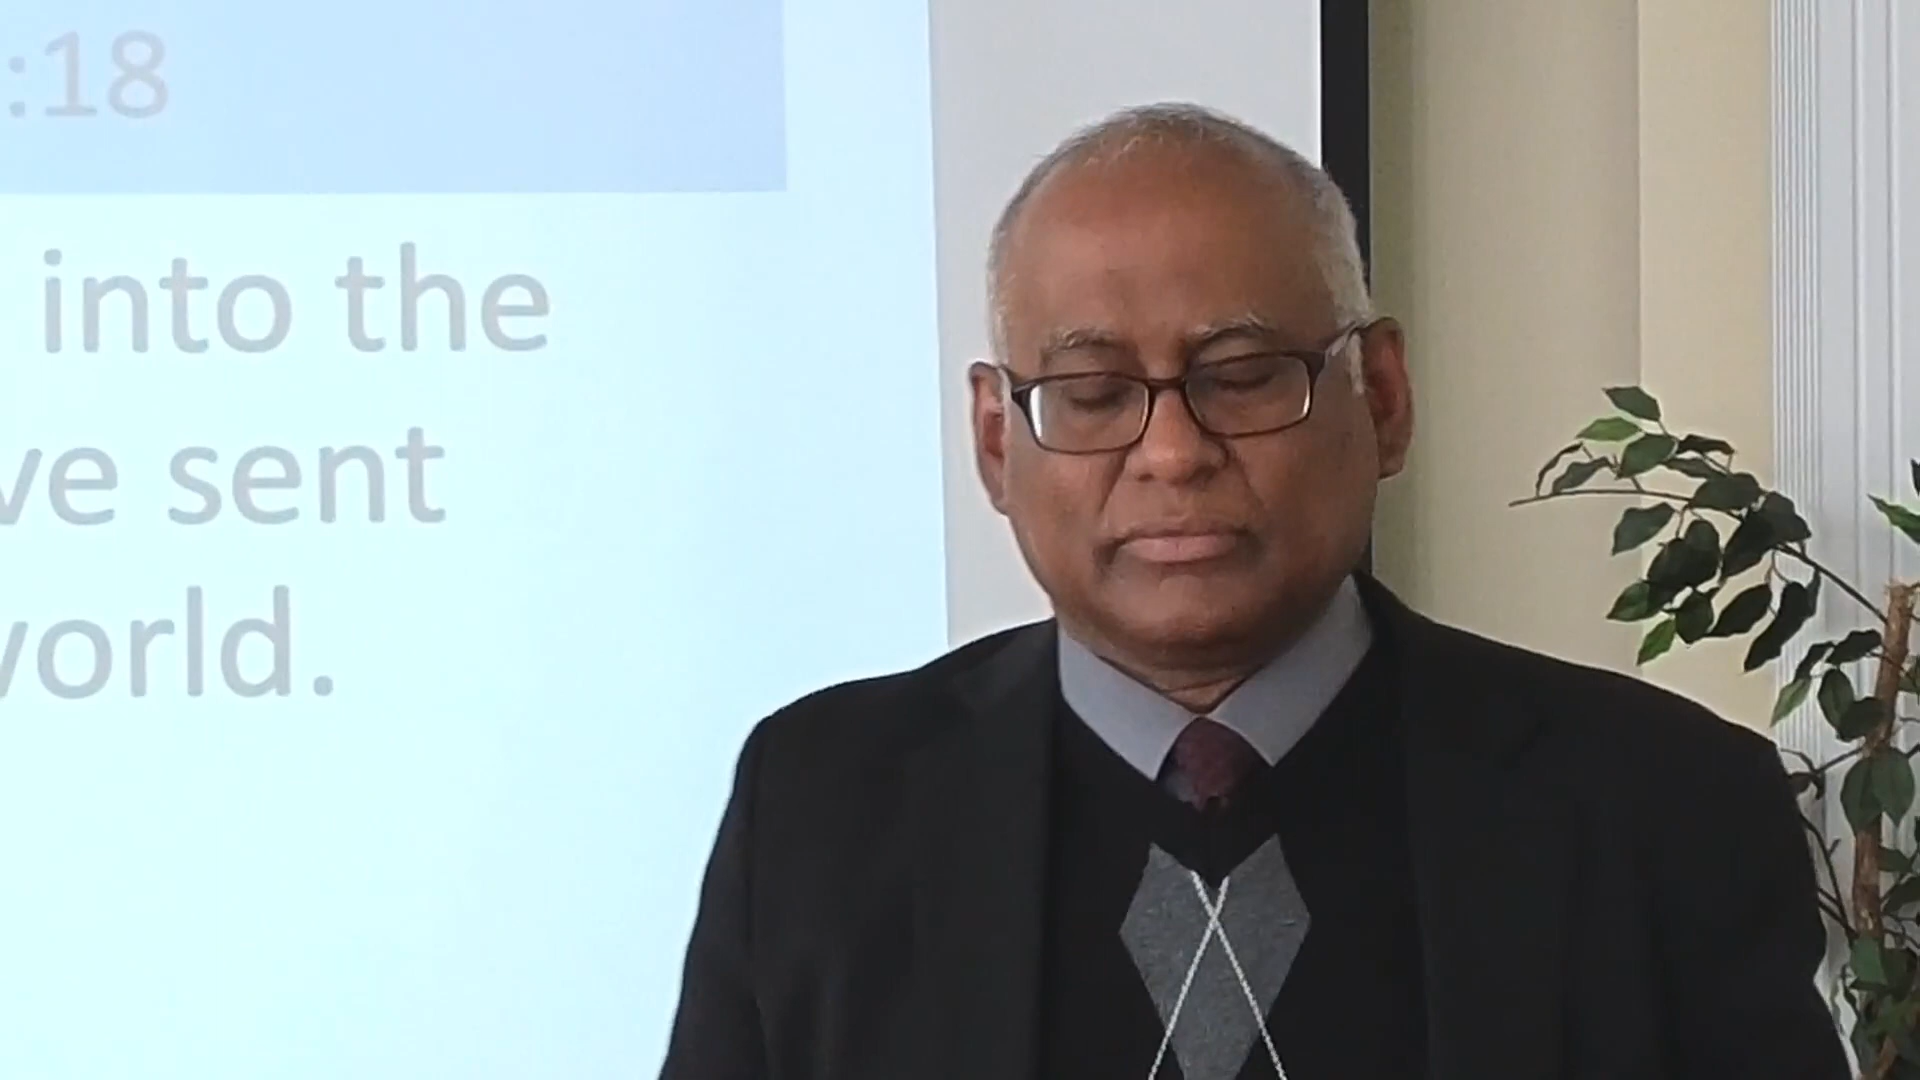 :18
into the
ve sent
world.